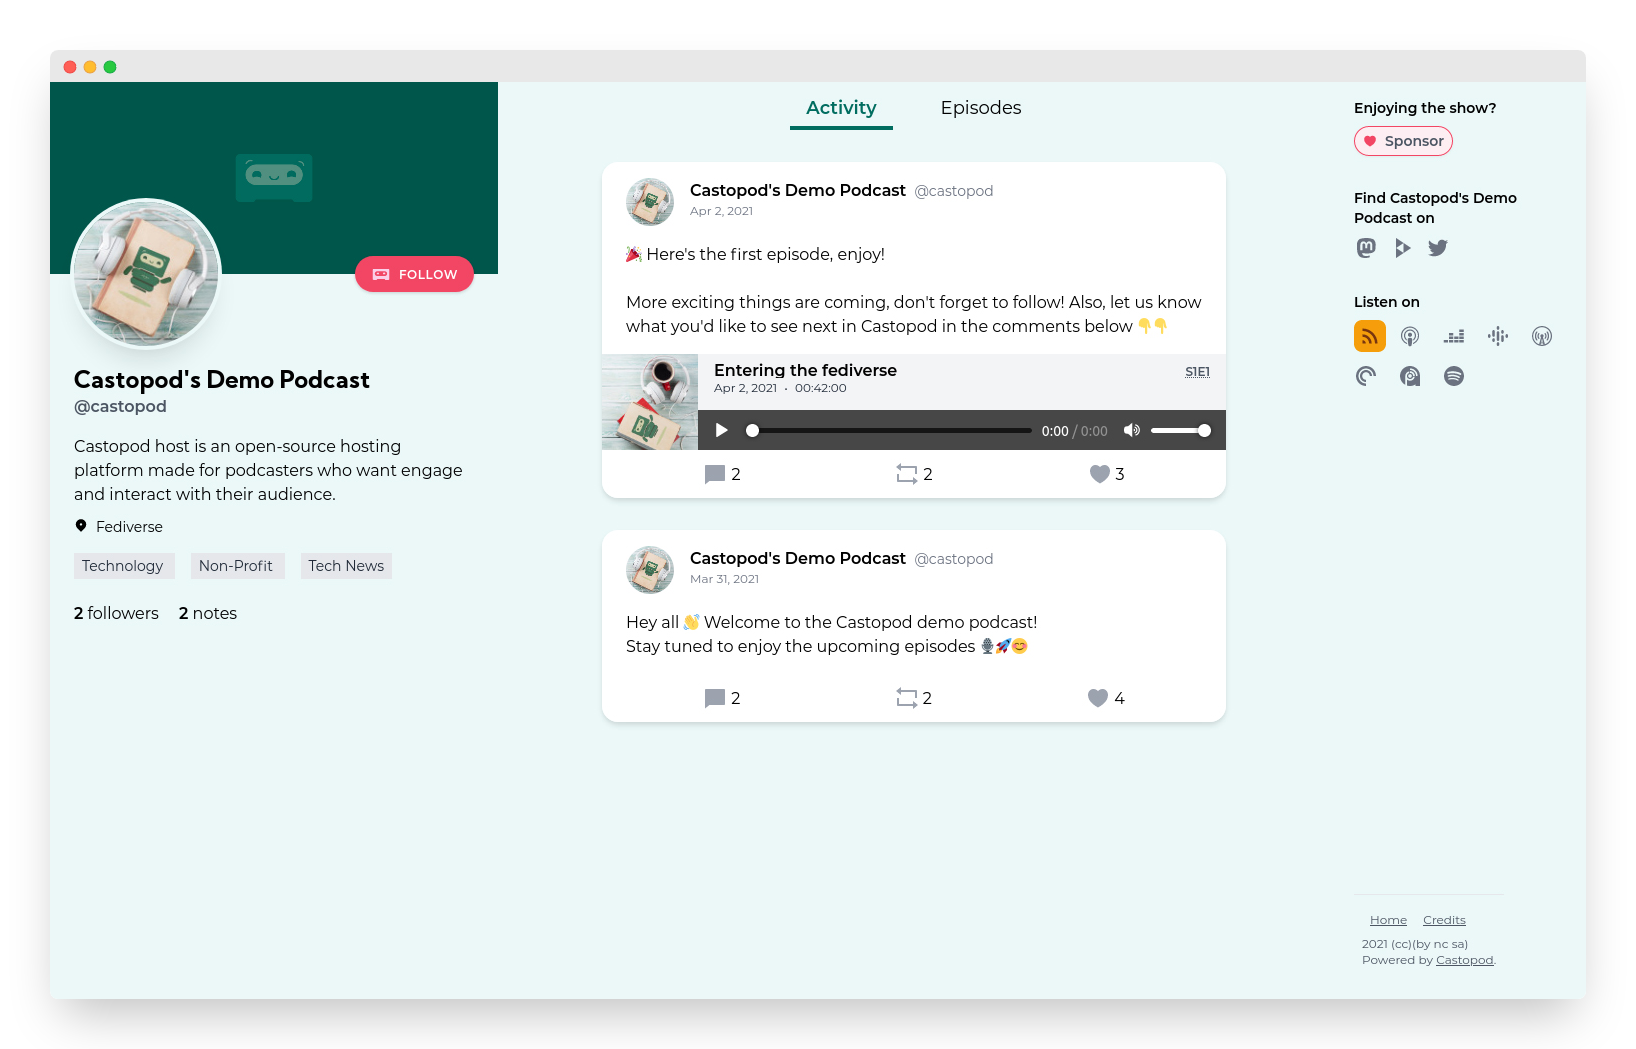 FOLLOW
Castopod's Demo Podcast
@castopod
Castopod host is an open-source hosting
platform made for podcasters who want engage
and interact with their audience.
Fediverse
Technology Non-Profit Tech News
2 followers 2 notes
Activity Episodes
Castopod's Demo Podcast @castopod
Apr 2, 2021
🎉 Here's the first episode, enjoy!
More exciting things are coming, don't forget to follow! Also, let us know
what you'd like to see next in Castopod in the comments below 👇👇
Entering the fediverse S1E1
Apr 2, 2021 • 00:42:00
0:00 / 0:00
2 2 3
Castopod's Demo Podcast @castopod
Mar 31, 2021
Hey all 👋 Welcome to the Castopod demo podcast!
Stay tuned to enjoy the upcoming episodes 🎙️🚀😊
2 2 4
Enjoying the show?
Sponsor
Find Castopod's Demo
Podcast on
Listen on
Home Credits
2021 (cc)(by nc sa)
Powered by Castopod.